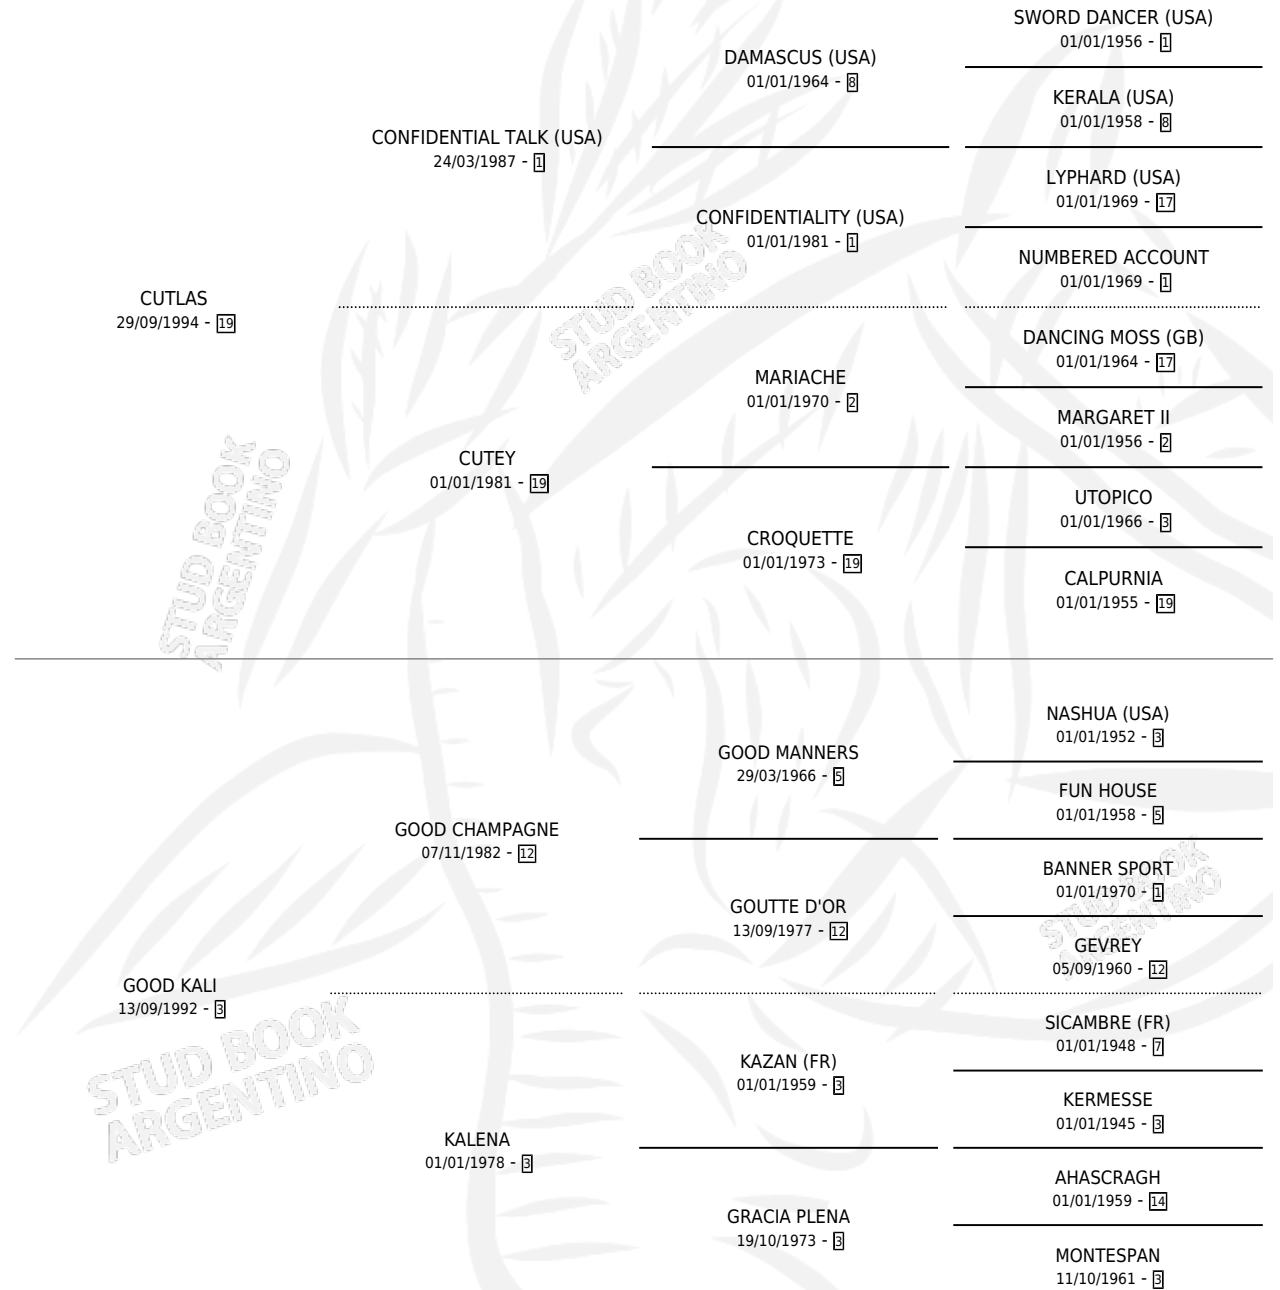 SWORD DANCER (USA)
01/01/1956 - 1
DAMASCUS (USA)
01/01/1964 - 8
KERALA (USA)
01/01/1958 - 8
CONFIDENTIAL TALK (USA)
24/03/1987 - 1
LYPHARD (USA)
01/01/1969 - 17
CONFIDENTIALITY (USA)
01/01/1981 - 1
NUMBERED ACCOUNT
01/01/1969 - 1
CUTLAS
29/09/1994 - 19
DANCING MOSS (GB)
01/01/1964 - 17
MARIACHE
01/01/1970 - 2
MARGARET II
01/01/1956 - 2
CUTEY
01/01/1981 - 19
UTOPICO
01/01/1966 - 3
CROQUETTE
01/01/1973 - 19
CALPURNIA
01/01/1955 - 19
NASHUA (USA)
01/01/1952 - 3
GOOD MANNERS
29/03/1966 - 5
FUN HOUSE
01/01/1958 - 5
GOOD CHAMPAGNE
07/11/1982 - 12
BANNER SPORT
01/01/1970 - 1
GOUTTE D'OR
13/09/1977 - 12
GEVREY
05/09/1960 - 12
GOOD KALI
13/09/1992 - 3
SICAMBRE (FR)
01/01/1948 - 7
KAZAN (FR)
01/01/1959 - 3
KERMESSE
01/01/1945 - 3
KALENA
01/01/1978 - 3
AHASCRAGH
01/01/1959 - 14
GRACIA PLENA
19/10/1973 - 3
MONTESPAN
11/10/1961 - 3
STUD BOOK
ARGENTINO
STUD BOOK
ARGENTINO
STUD BOOK
ARGENTINO
STUD BOOK
ARGENTINO